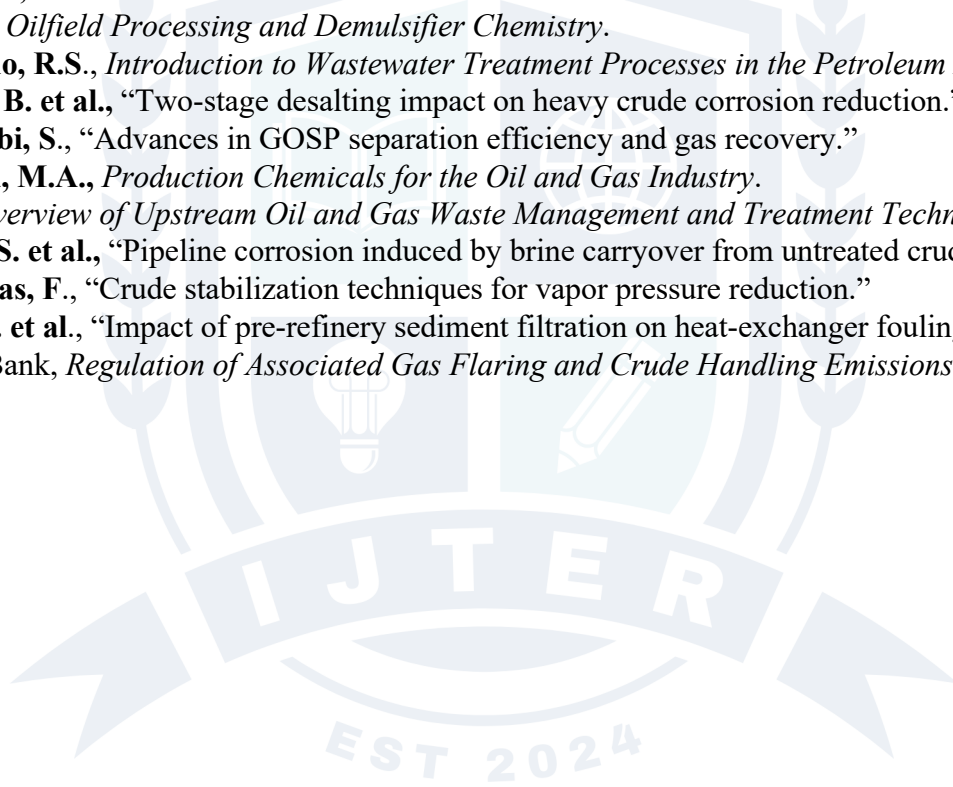 Oilfield Processing and Demulsifier Chemistry.
o, R.S., Introduction to Wastewater Treatment Processes in the Petroleum
B. et al., “Two-stage desalting impact on heavy crude corrosion reduction.”
bi, S., “Advances in GOSP separation efficiency and gas recovery.”
, M.A., Production Chemicals for the Oil and Gas Industry.
verview of Upstream Oil and Gas Waste Management and Treatment Techn
S. et al., “Pipeline corrosion induced by brine carryover from untreated cruc
as, F., “Crude stabilization techniques for vapor pressure reduction.”
. et al., “Impact of pre-refinery sediment filtration on heat-exchanger fouling
Bank, Regulation of Associated Gas Flaring and Crude Handling Emissions
IJTER
EST 2024